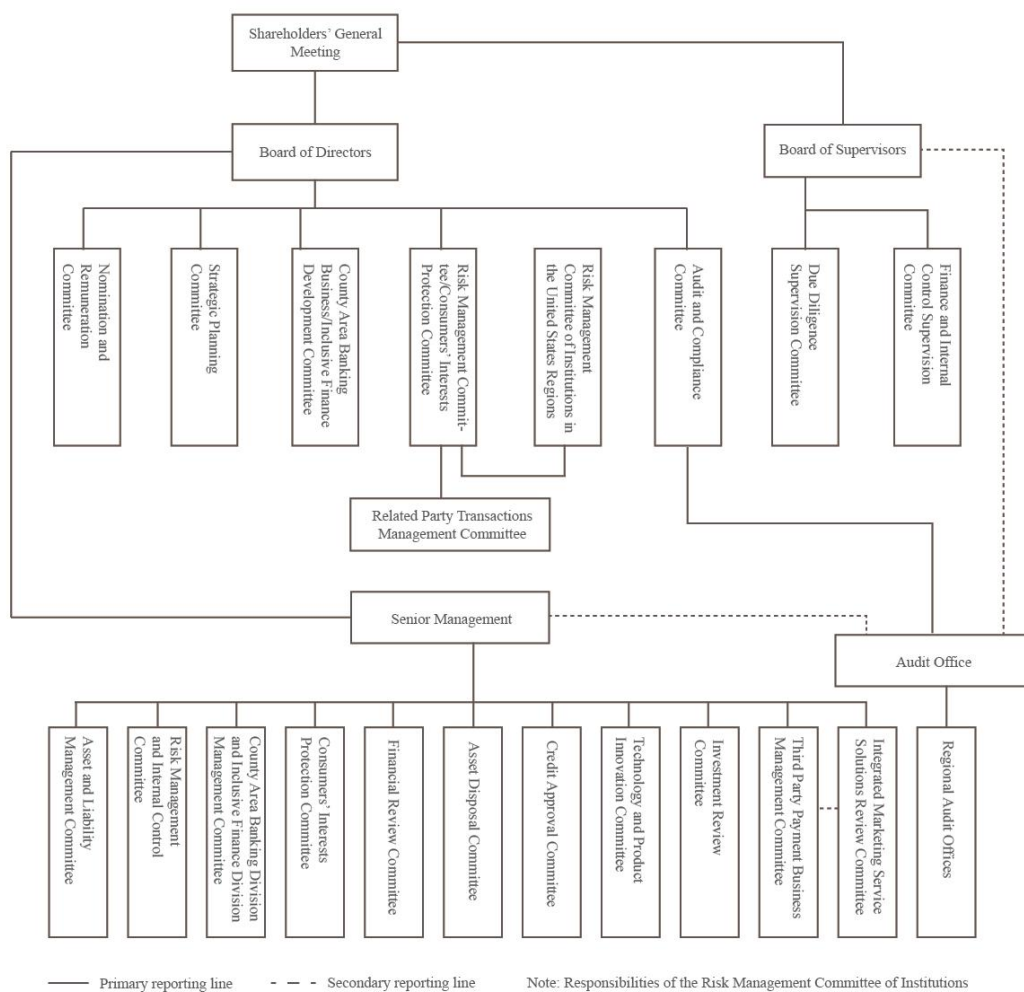 Shareholders' General
Meeting
Board of Directors
Board of Supervisors
Nomination and
Remuneration
Committee
Strategic Planning
Committee
County Area Banking
Business/Inclusive Finance
Development Committee
Risk Management Commit-
tee/Consumers' Interests
Protection Committee
Risk Management
Committee of Institutions in
the United States Regions
Audit and Compliance
Committee
Due Diligence
Supervision Committee
Finance and Internal
Control Supervision
Committee
Related Party Transactions
Management Committee
Senior Management
Audit Office
Asset and Liability
Management Committee
Risk Management
and Internal Control
Committee
County Area Banking Division
and Inclusive Finance Division
Management Committee
Consumers' Interests
Protection Committee
Financial Review Committee
Asset Disposal Committee
Credit Approval Committee
Technology and Product
Innovation Committee
Investment Review
Committee
Third Party Payment Business
Management Committee
Integrated Marketing Service
Solutions Review Committee
Regional Audit Offices
Primary reporting line
Secondary reporting line
Note: Responsibilities of the Risk Management Committee of Institutions